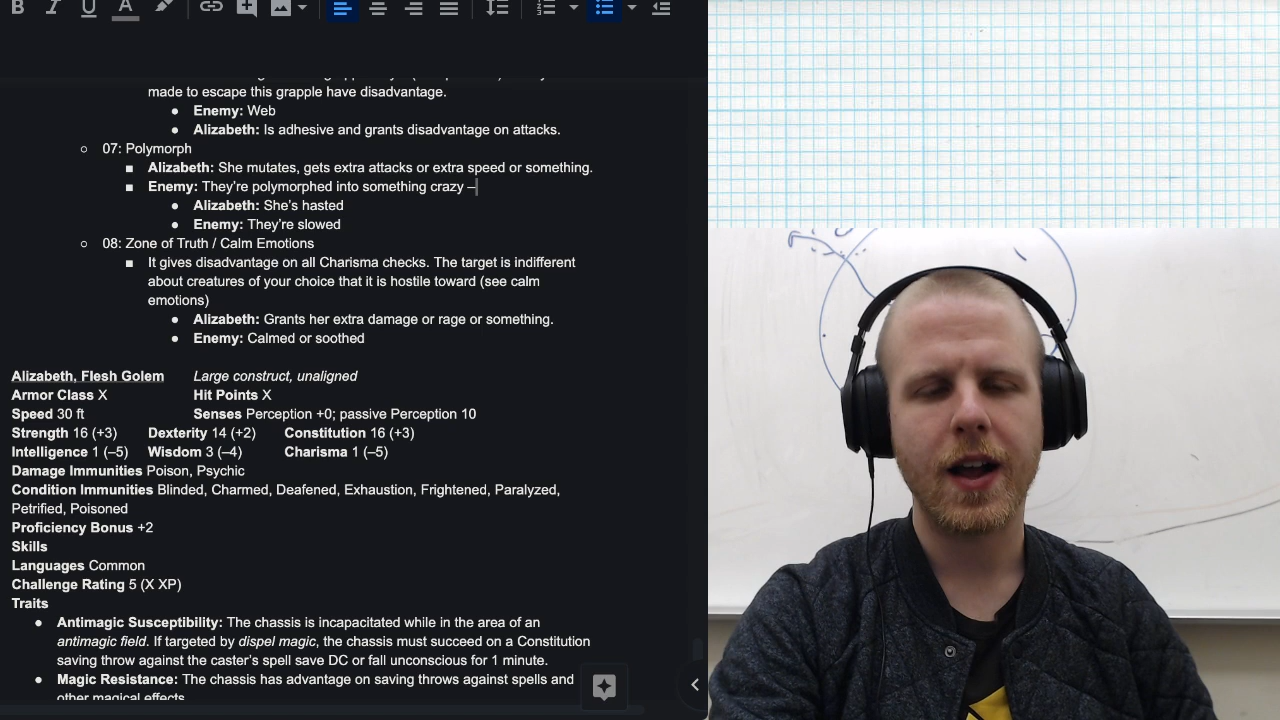 B I U A
made to escape this grapple have disadvantage.
● Enemy: Web
● Alizabeth: Is adhesive and grants disadvantage on attacks.
○ 07: Polymorph
■ Alizabeth: She mutates, gets extra attacks or extra speed or something.
■ Enemy: They're polymorphed into something crazy –
● Alizabeth: She's hasted
● Enemy: They're slowed
○ 08: Zone of Truth / Calm Emotions
■ It gives disadvantage on all Charisma checks. The target is indifferent
about creatures of your choice that it is hostile toward (see calm
emotions)
● Alizabeth: Grants her extra damage or rage or something.
● Enemy: Calmed or soothed
Alizabeth, Flesh Golem Large construct, unaligned
Armor Class X Hit Points X
Speed 30 ft Senses Perception +0; passive Perception 10
Strength 16 (+3) Dexterity 14 (+2) Constitution 16 (+3)
Intelligence 1 (–5) Wisdom 3 (–4) Charisma 1 (–5)
Damage Immunities Poison, Psychic
Condition Immunities Blinded, Charmed, Deafened, Exhaustion, Frightened, Paralyzed,
Petrified, Poisoned
Proficiency Bonus +2
Skills
Languages Common
Challenge Rating 5 (X XP)
Traits
● Antimagic Susceptibility: The chassis is incapacitated while in the area of an
antimagic field. If targeted by dispel magic, the chassis must succeed on a Constitution
saving throw against the caster's spell save DC or fall unconscious for 1 minute.
● Magic Resistance: The chassis has advantage on saving throws against spells and
other magical effects